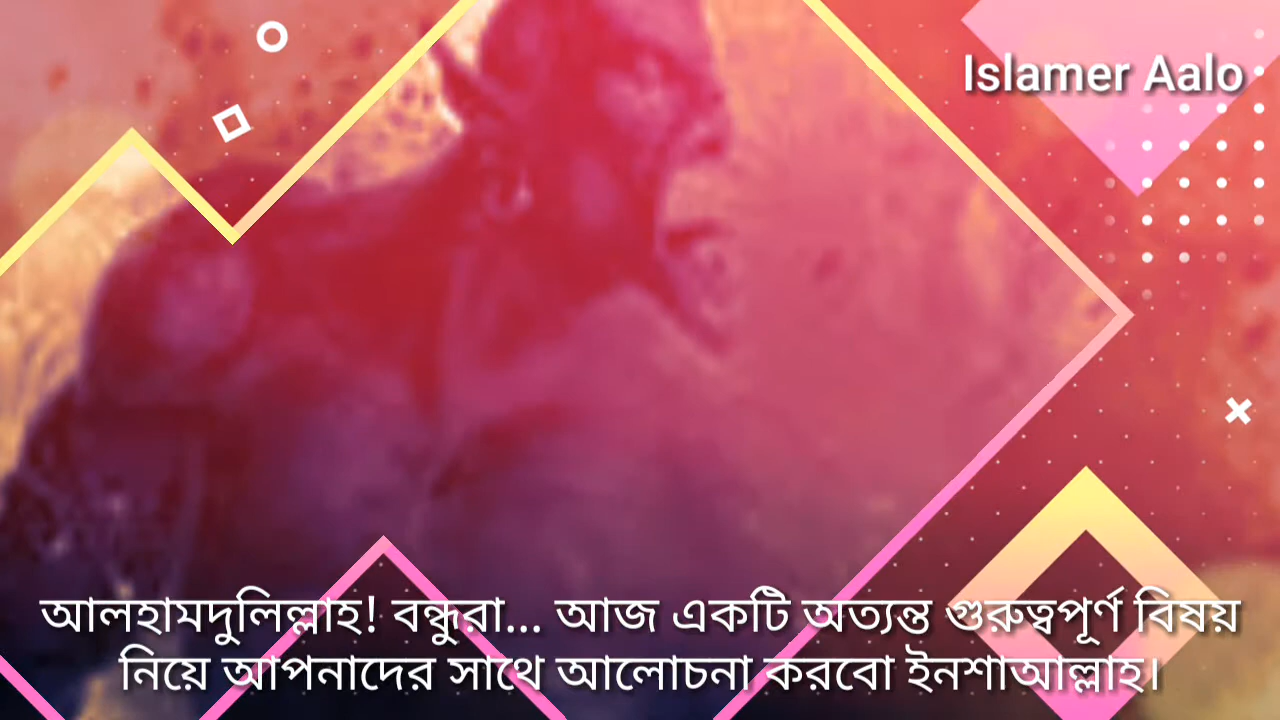 Islamer Aalo
আলহামদুলিল্লাহ! বন্ধুরা... আজ একটি অত্যন্ত গুরুত্বপূর্ণ বিষয়
নিয়ে আপনাদের সাথে আলোচনা করবো ইনশাআল্লাহ।